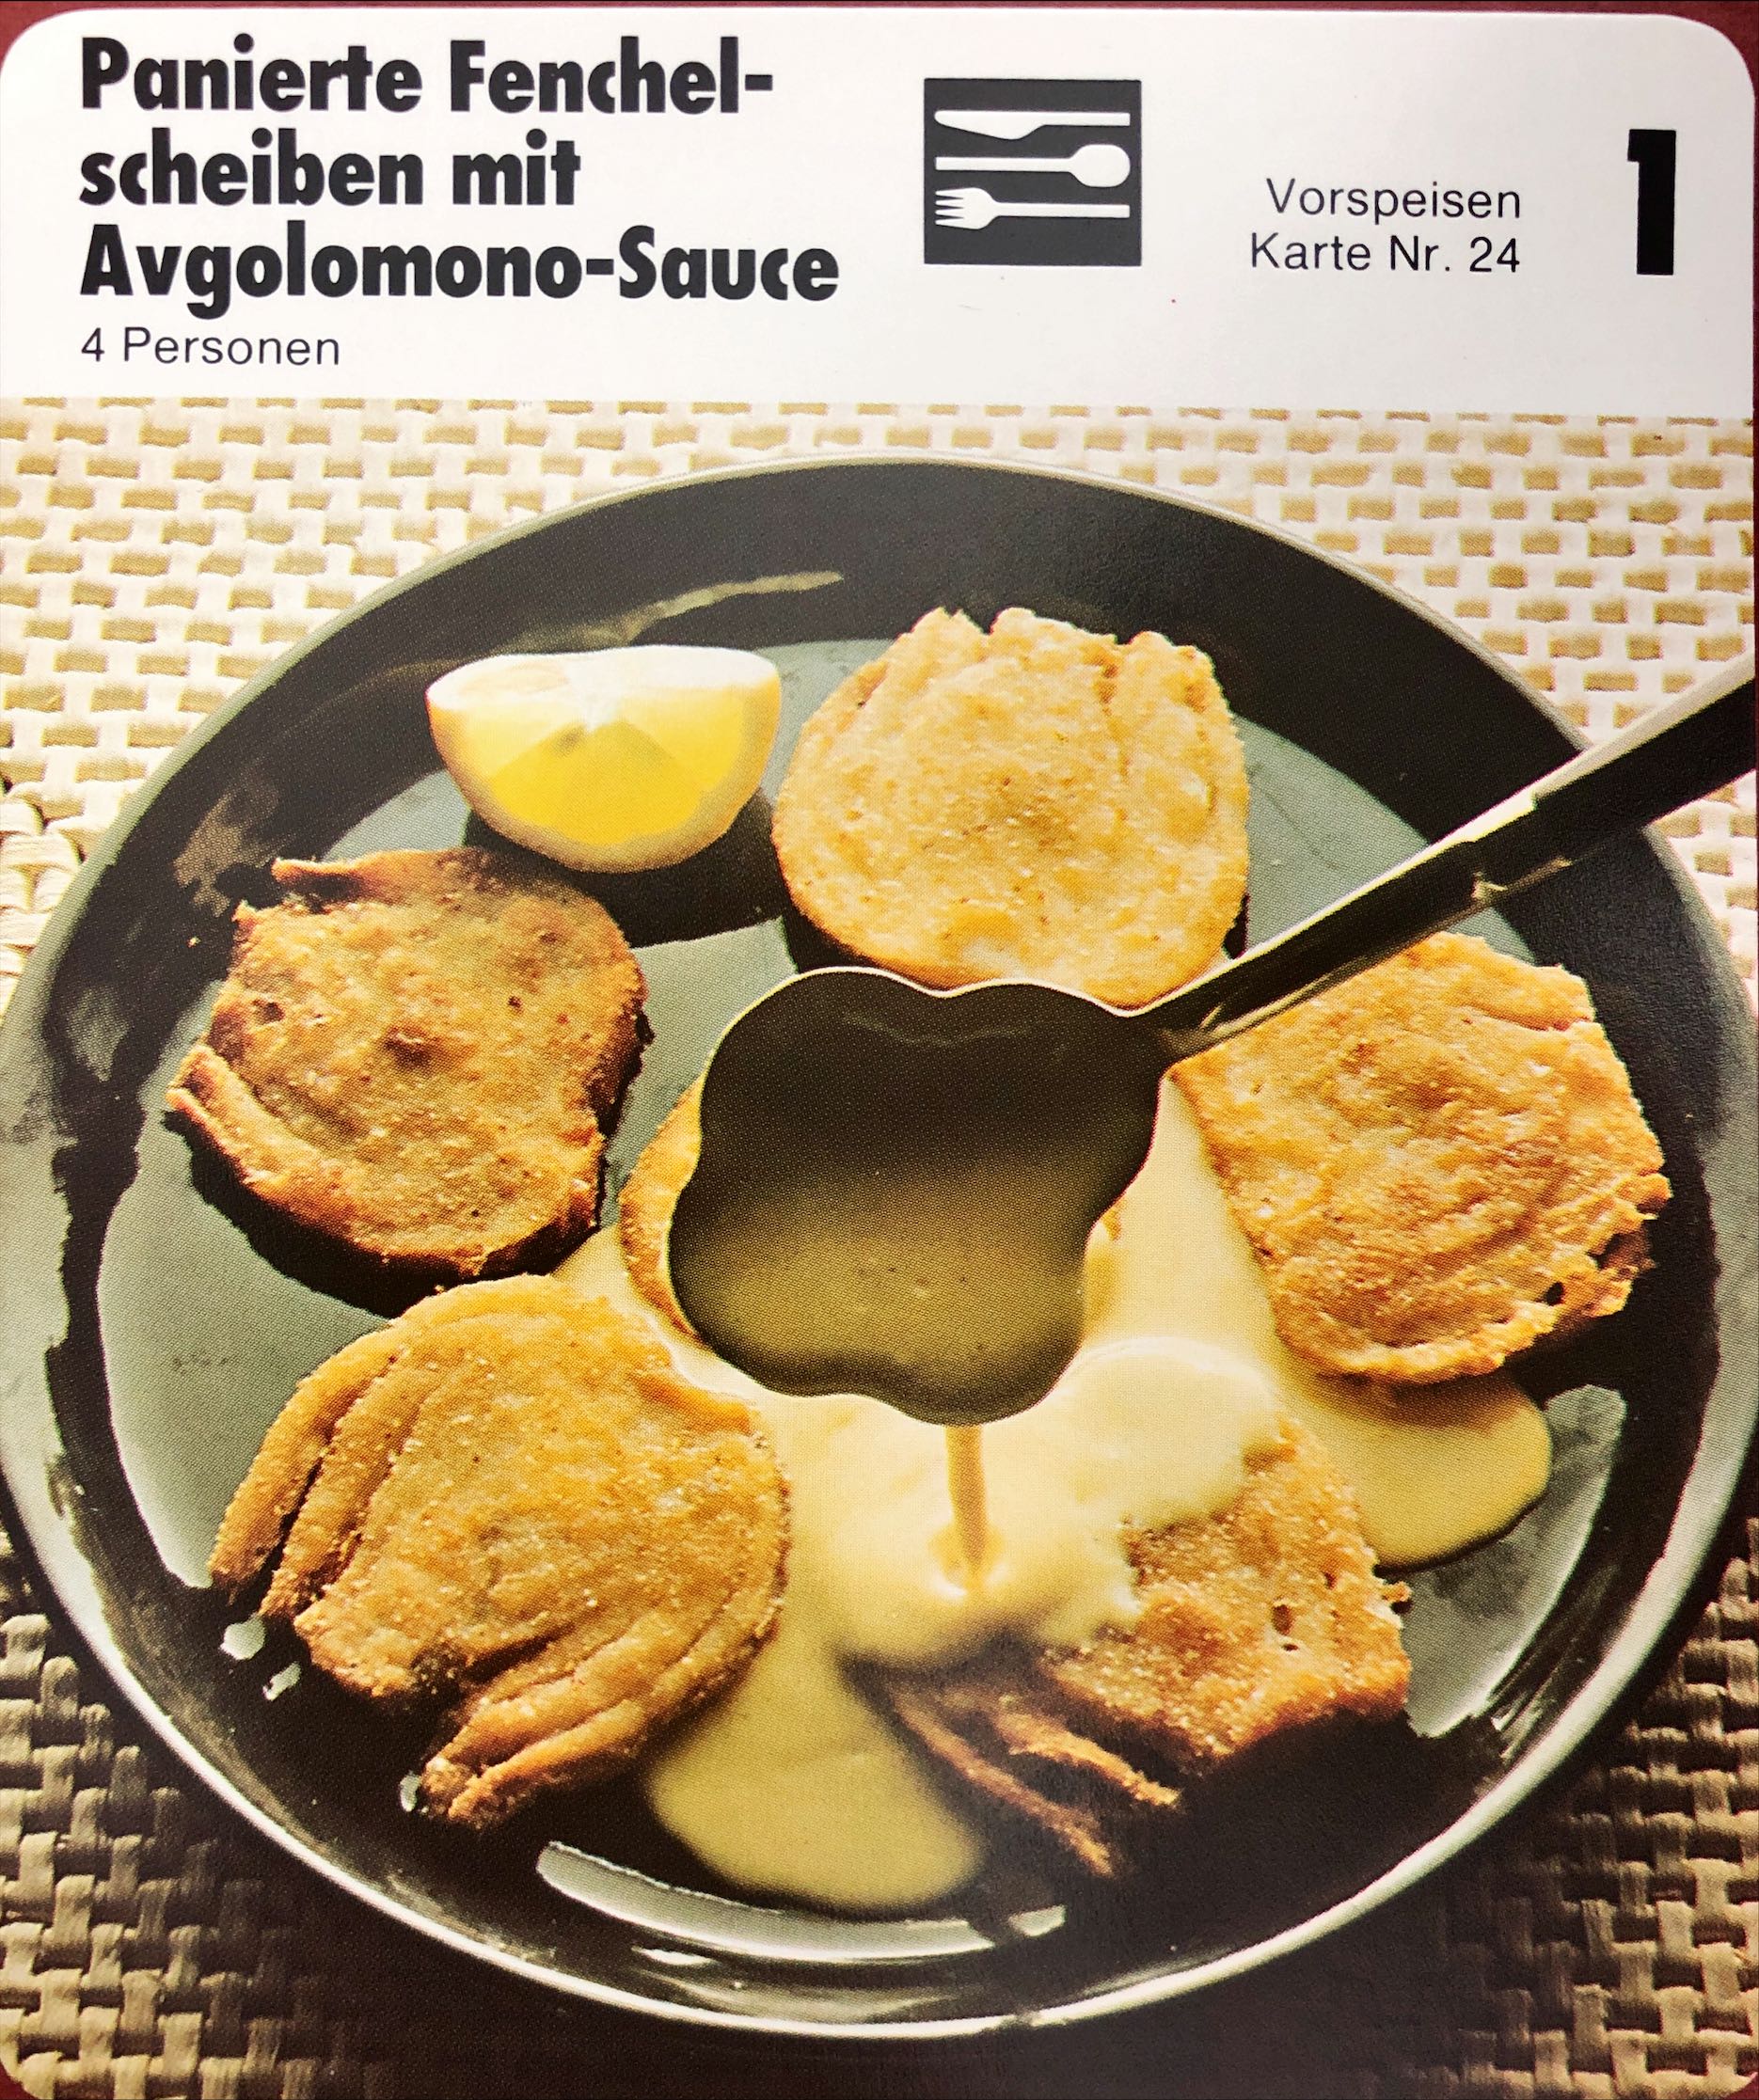 Panierte Fenchel-
scheiben mit
Avgolomono-Sauce
4 Personen
Vorspeisen
Karte Nr. 24
1